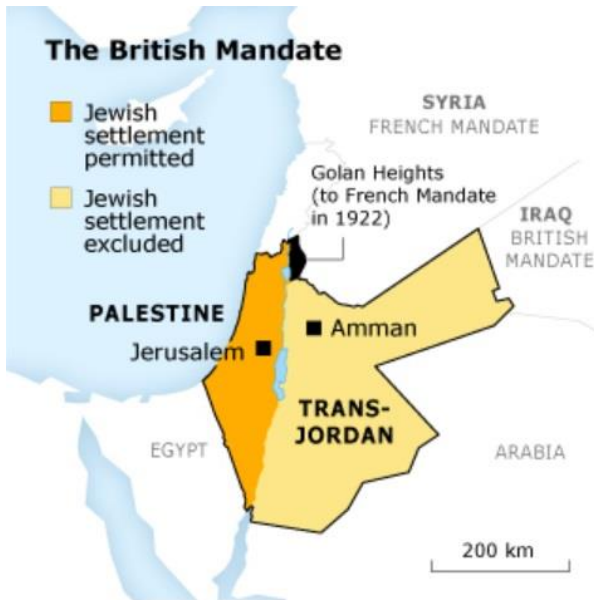 The British Mandate
Jewish
settlement
permitted
Jewish
settlement
excluded
SYRIA
FRENCH MANDATE
Golan Heights
(to French Mandate
in 1922)
IRAQ
BRITISH
MANDATE
PALESTINE
Amman
Jerusalem
TRANS-
JORDAN
EGYPT
ARABIA
200 km